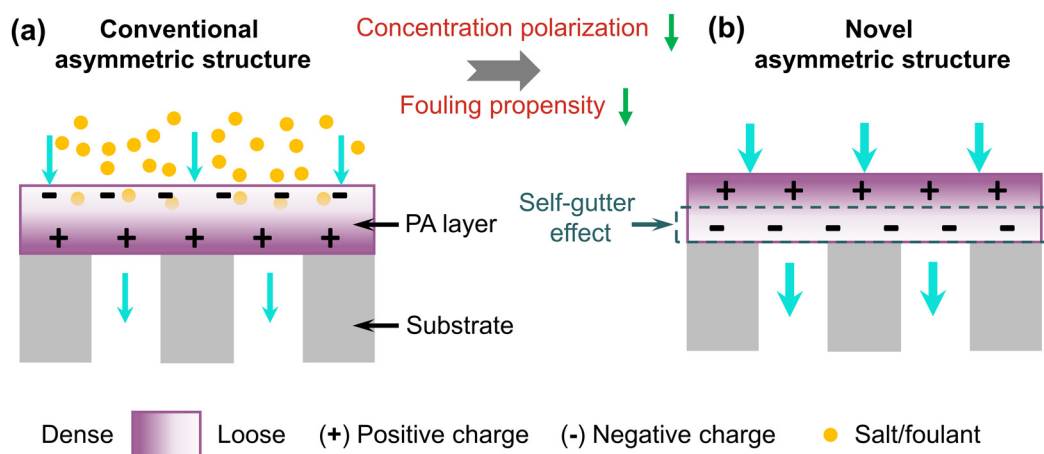 (a)
Conventional
asymmetric structure
Concentration polarization
Fouling propensity
(b)
Novel
asymmetric structure
- - - - - -
+ + + + +
PA layer
Substrate
Self-gutter
effect
+ + + + +
- - - - - -
Dense
Loose
(+) Positive charge
(-) Negative charge
Salt/foulant